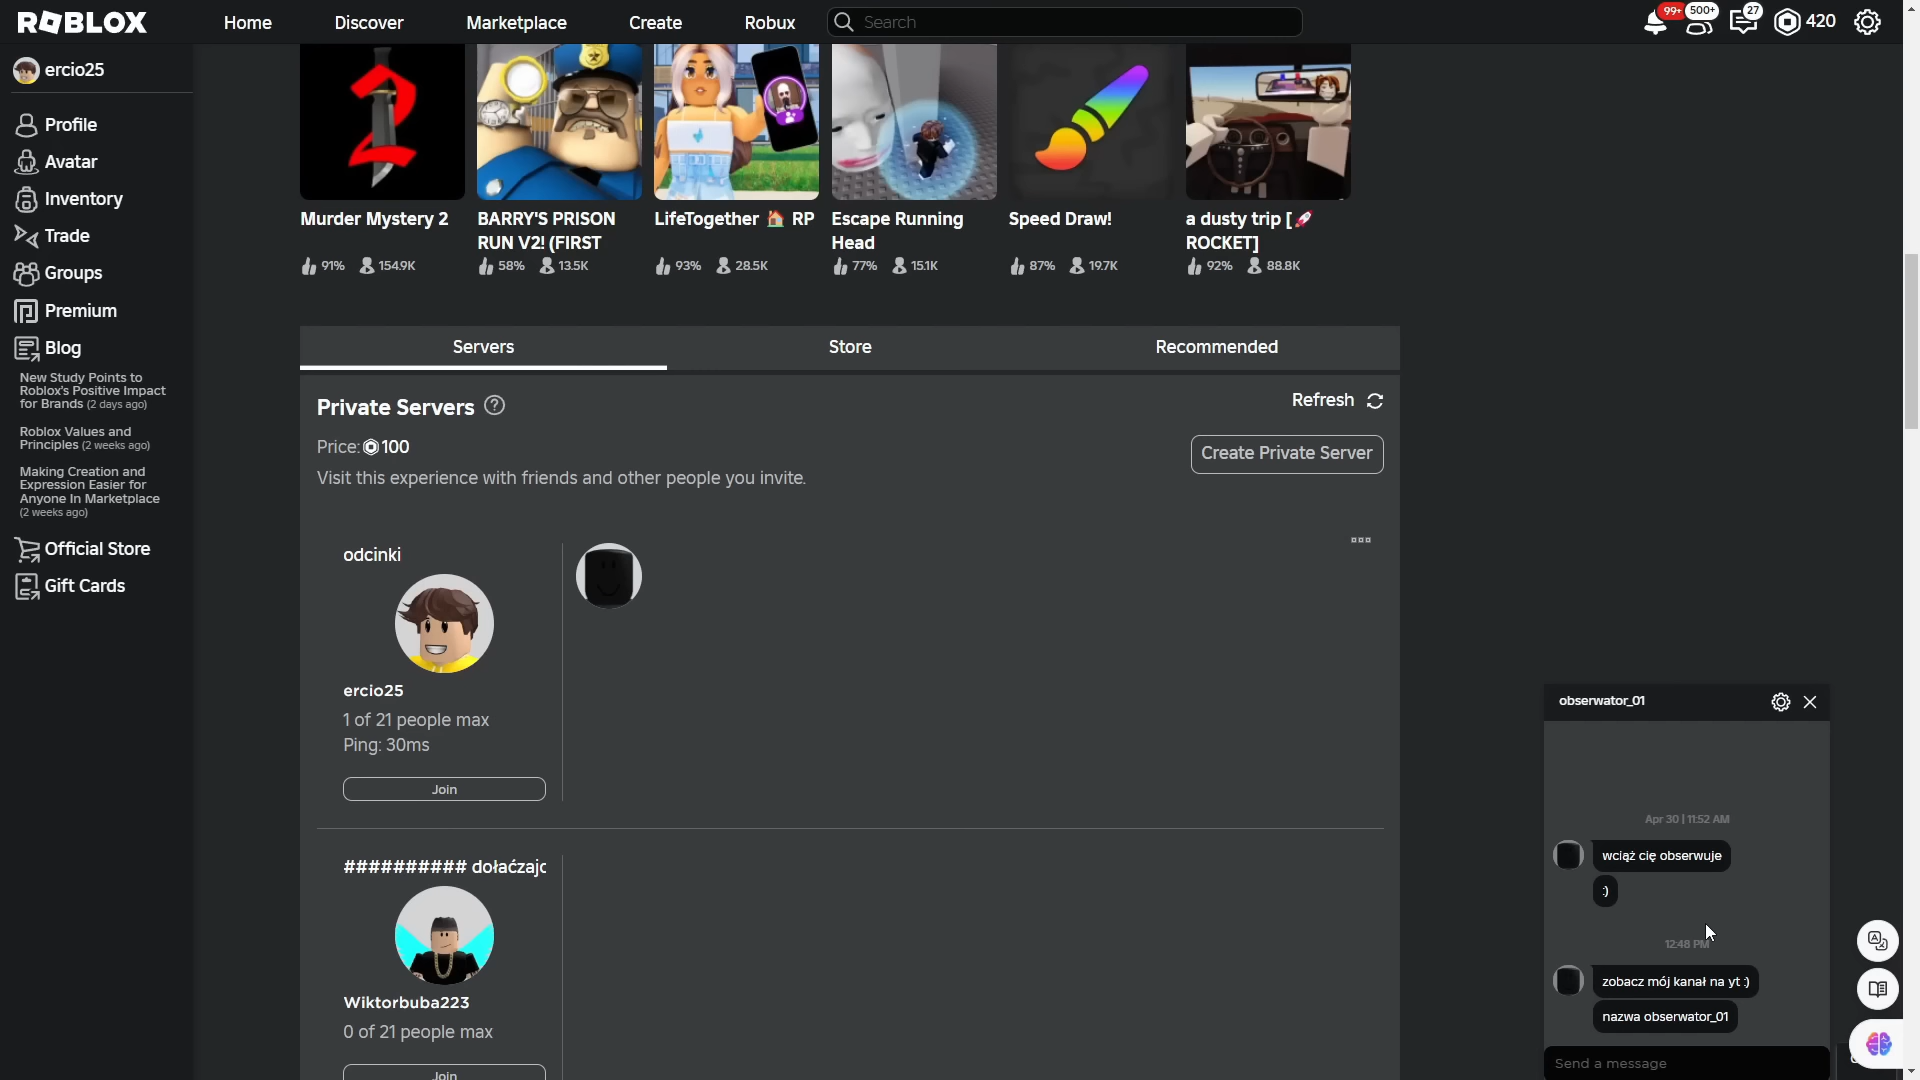 ROBLOX
Home
Discover
Marketplace
Create
Robux
Search
99+
500+
27
420
ercio25
Profile
Avatar
Inventory
Trade
Groups
Premium
Blog
New Study Points to
Roblox's Positive Impact
for Brands (2 days ago)
Roblox Values and
Principles (2 weeks ago)
Making Creation and
Expression Easier for
Anyone In Marketplace
(2 weeks ago)
Official Store
Gift Cards
2
Murder Mystery 2
91% 154.9K
BARRY'S PRISON
RUN V2! (FIRST
58% 13.5K
LifeTogether 🏠 RP
93% 28.5K
Escape Running
Head
77% 15.1K
Speed Draw!
87% 19.7K
a dusty trip [🚀
ROCKET]
92% 88.8K
Servers
Store
Recommended
Private Servers
Refresh
Price: 100
Create Private Server
Visit this experience with friends and other people you invite.
odcinki
ercio25
1 of 21 people max
Ping: 30ms
Join
########## dołaćzajc
Wiktorbuba223
0 of 21 people max
Join
obserwator_01
Apr 30 | 11:52 AM
wciąż cię obserwuje
:)
12:48 PM
zobacz mój kanał na yt :)
nazwa obserwator_01
Send a message